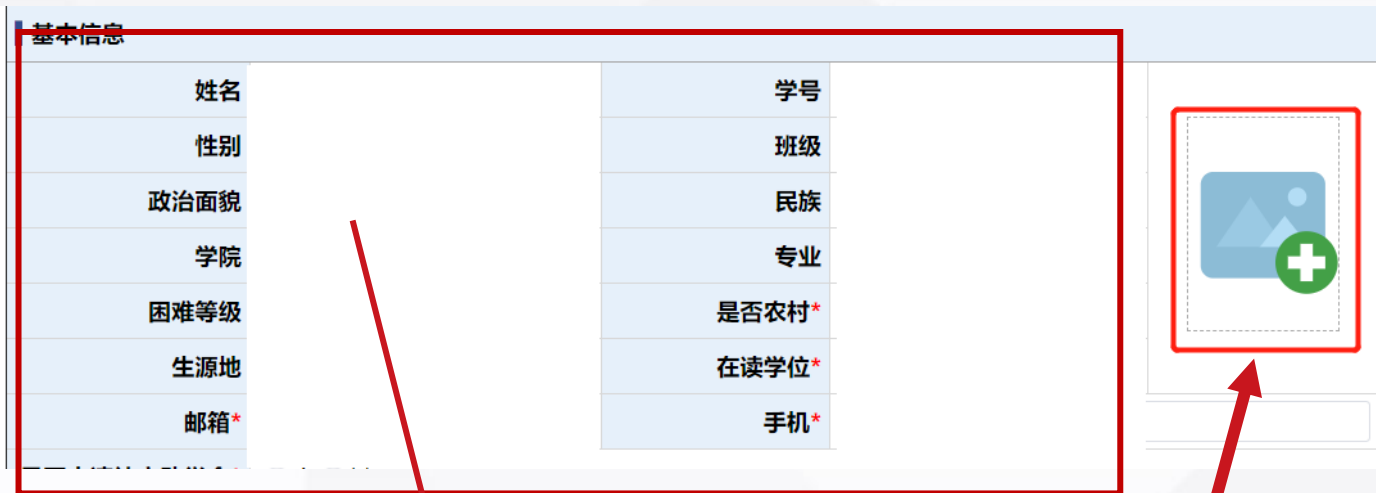 基本信息
姓名 学号
性别 班级
政治面貌 民族
学院 专业
困难等级 是否农村*
生源地 在读学位*
邮箱* 手机*